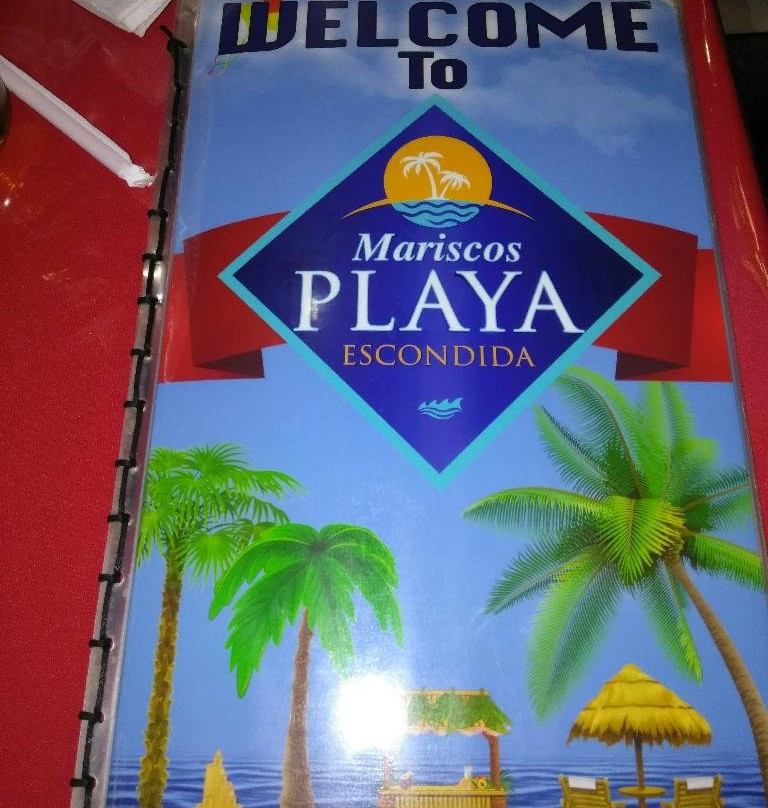 WELCOME
To
Mariscos
PLAYA
ESCONDIDA